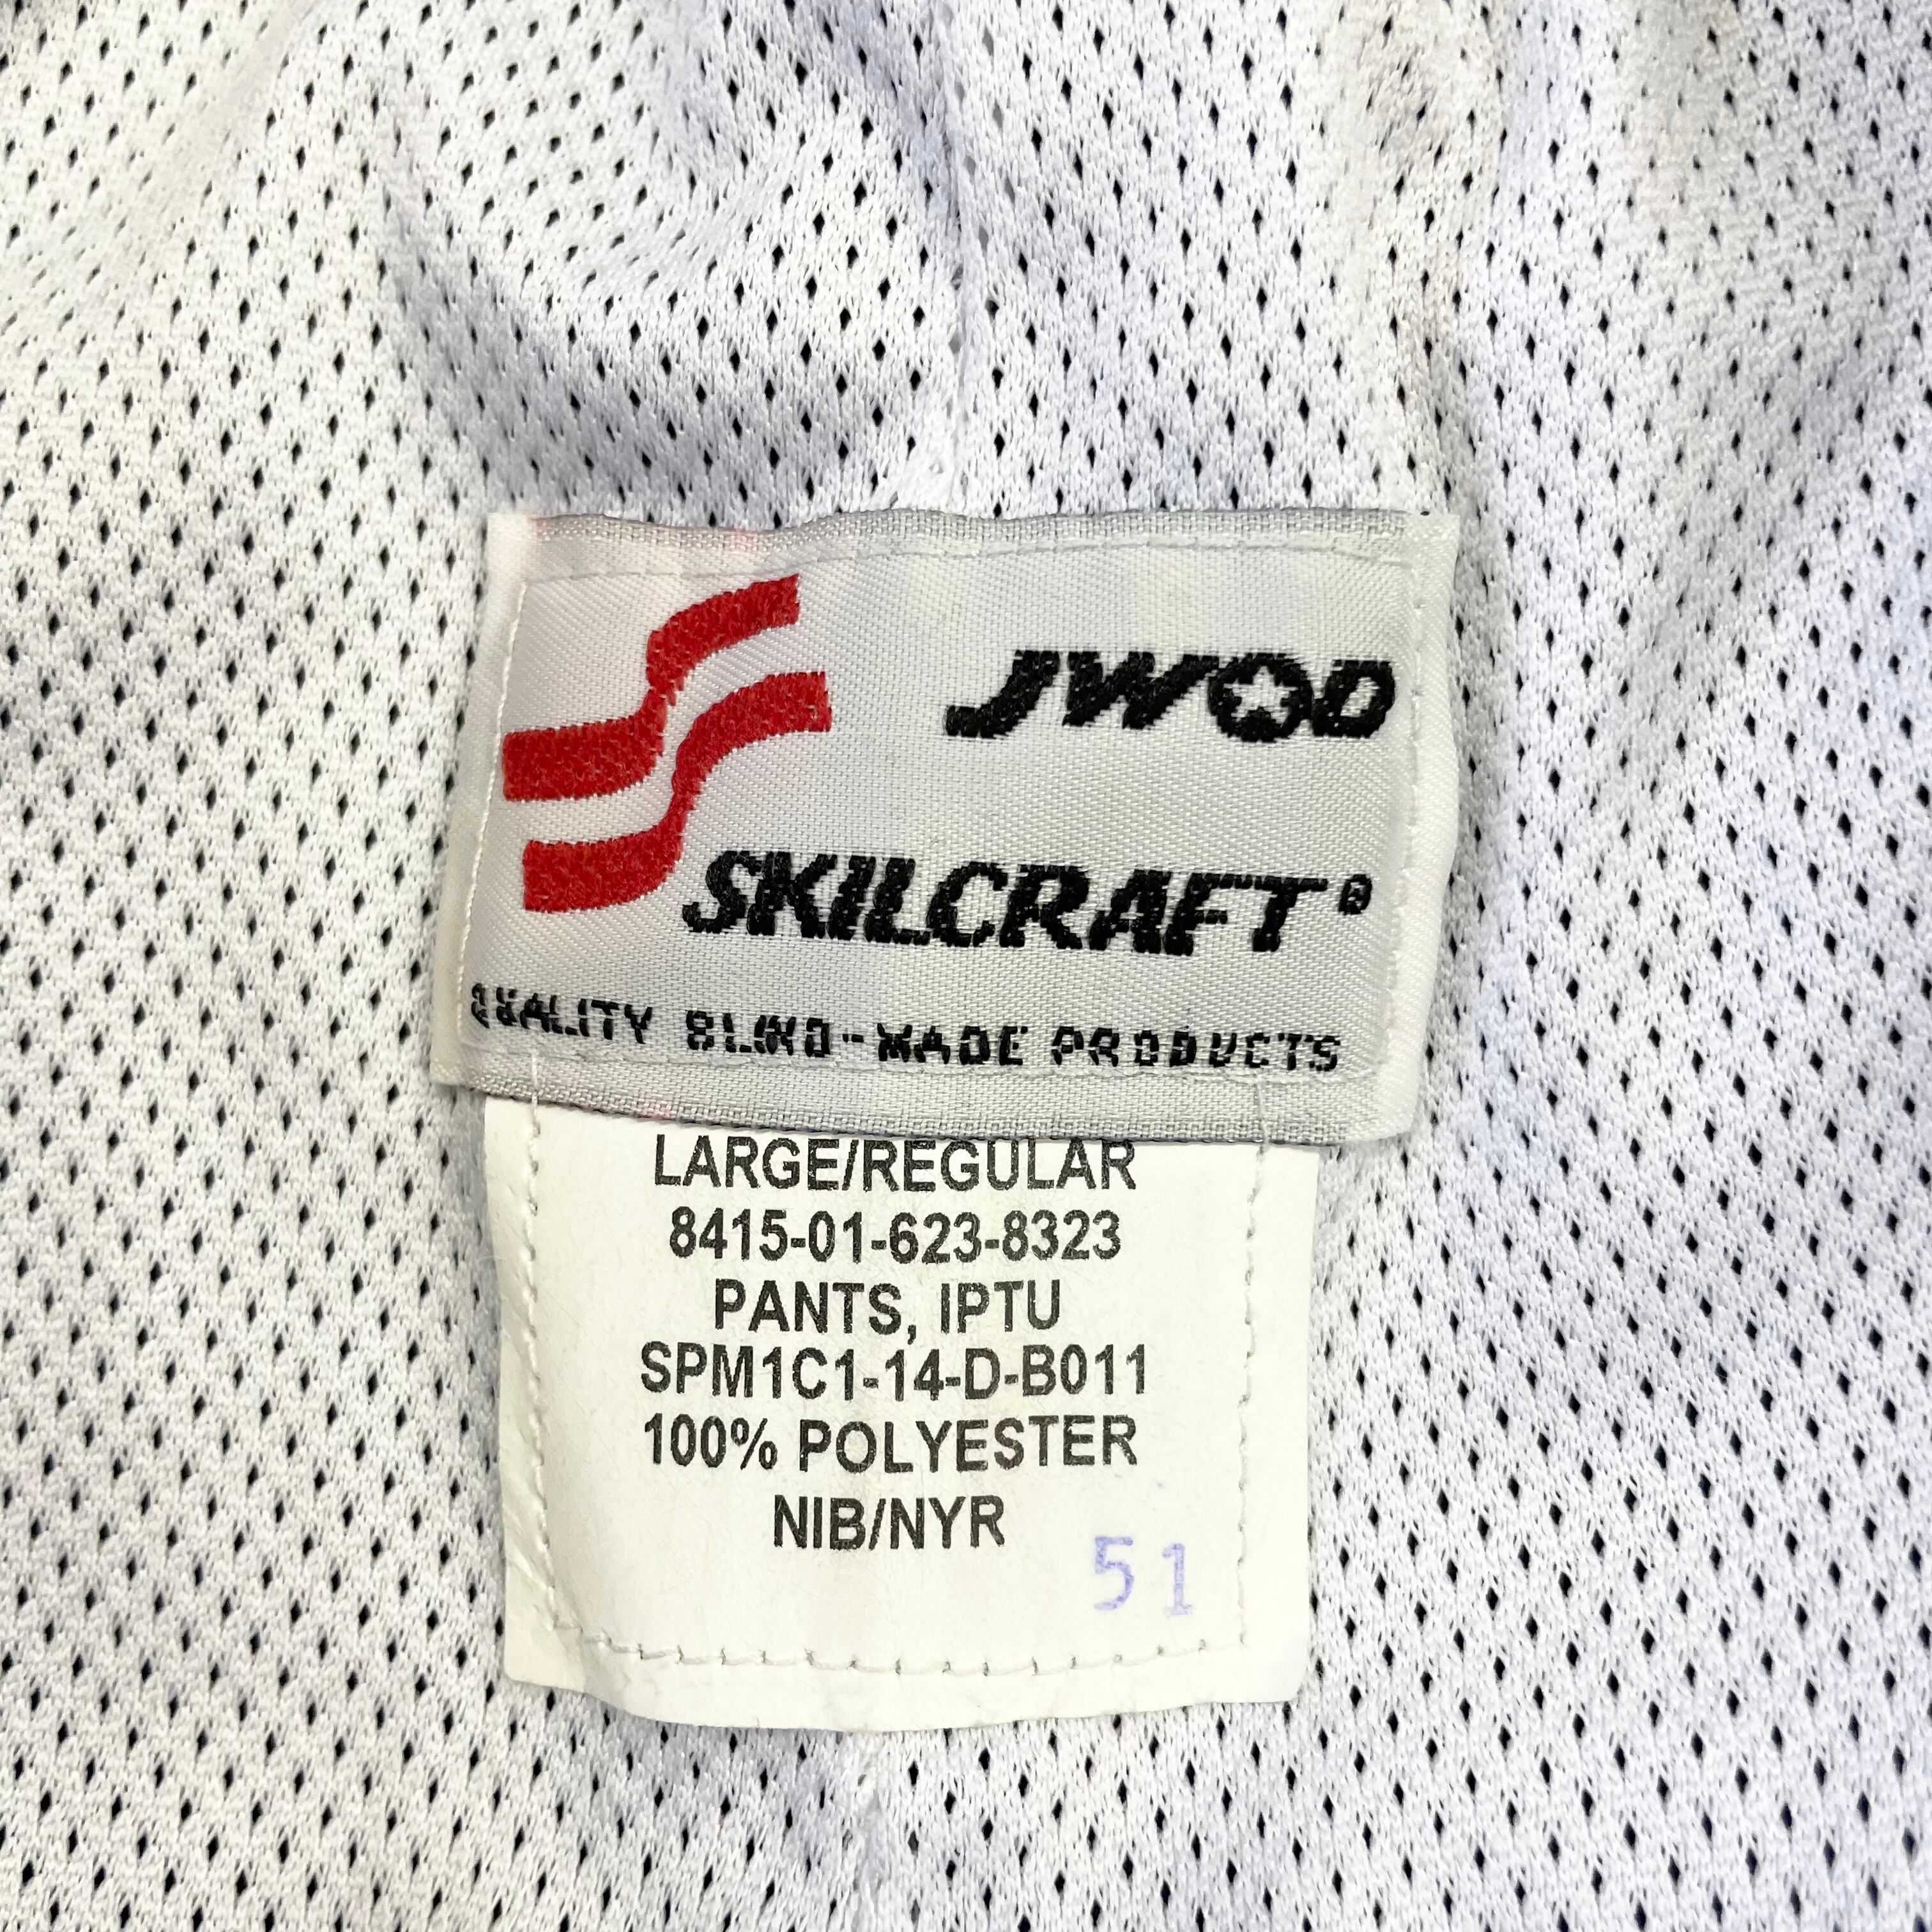 JWOD
SKILCRAFT®
QUALITY BLIND-MADE PRODUCTS
LARGE/REGULAR
8415-01-623-8323
PANTS, IPTU
SPM1C1-14-D-B011
100% POLYESTER
NIB/NYR
51